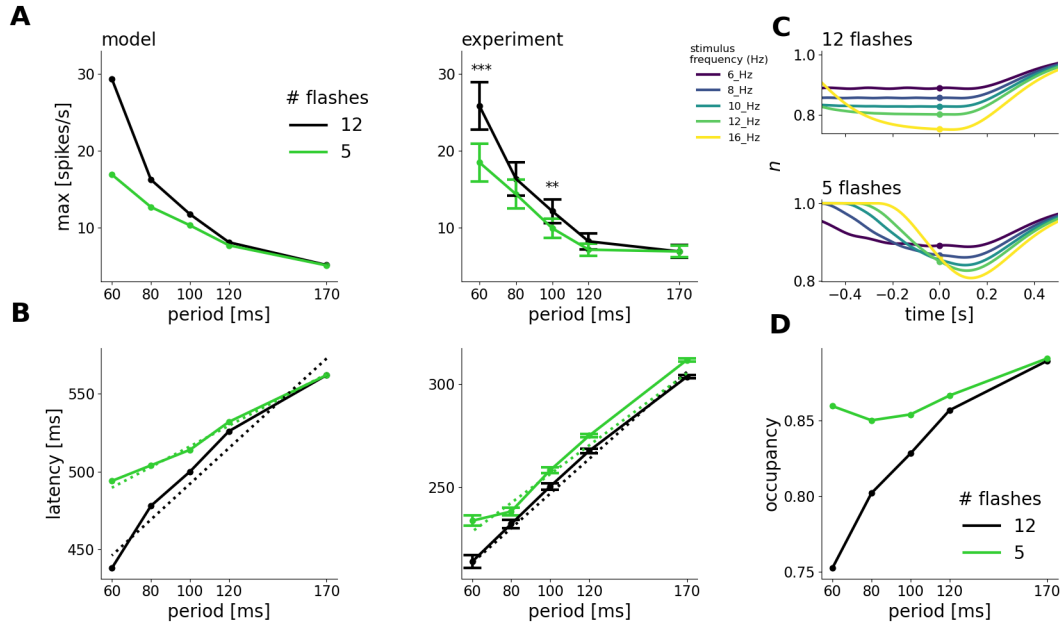 A
model
max [spikes/s]
30
20
10
# flashes
12
5
60 80 100 120 170
period [ms]
experiment
30
20
10
***
**
60 80 100 120 170
period [ms]
stimulus
frequency (Hz)
6_Hz
8_Hz
10_Hz
12_Hz
16_Hz
C
12 flashes
1.0
0.8
n
5 flashes
1.0
0.8
−0.4 −0.2 0.0 0.2 0.4
time [s]
B
latency [ms]
550
500
450
60 80 100 120 170
period [ms]
300
250
60 80 100 120 170
period [ms]
D
occupancy
0.85
0.80
0.75
# flashes
12
5
60 80 100 120 170
period [ms]